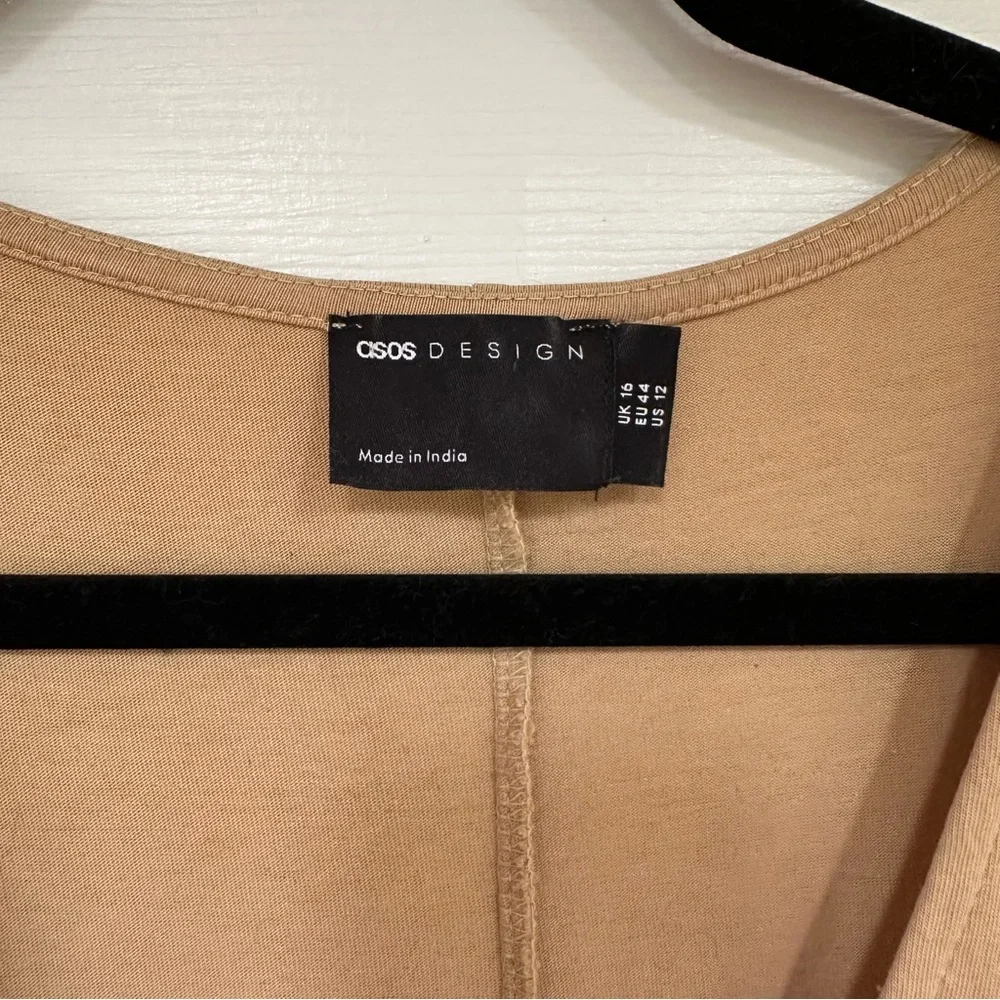 asos DESIGN
Made in India
UK 16
EU 44
US 12